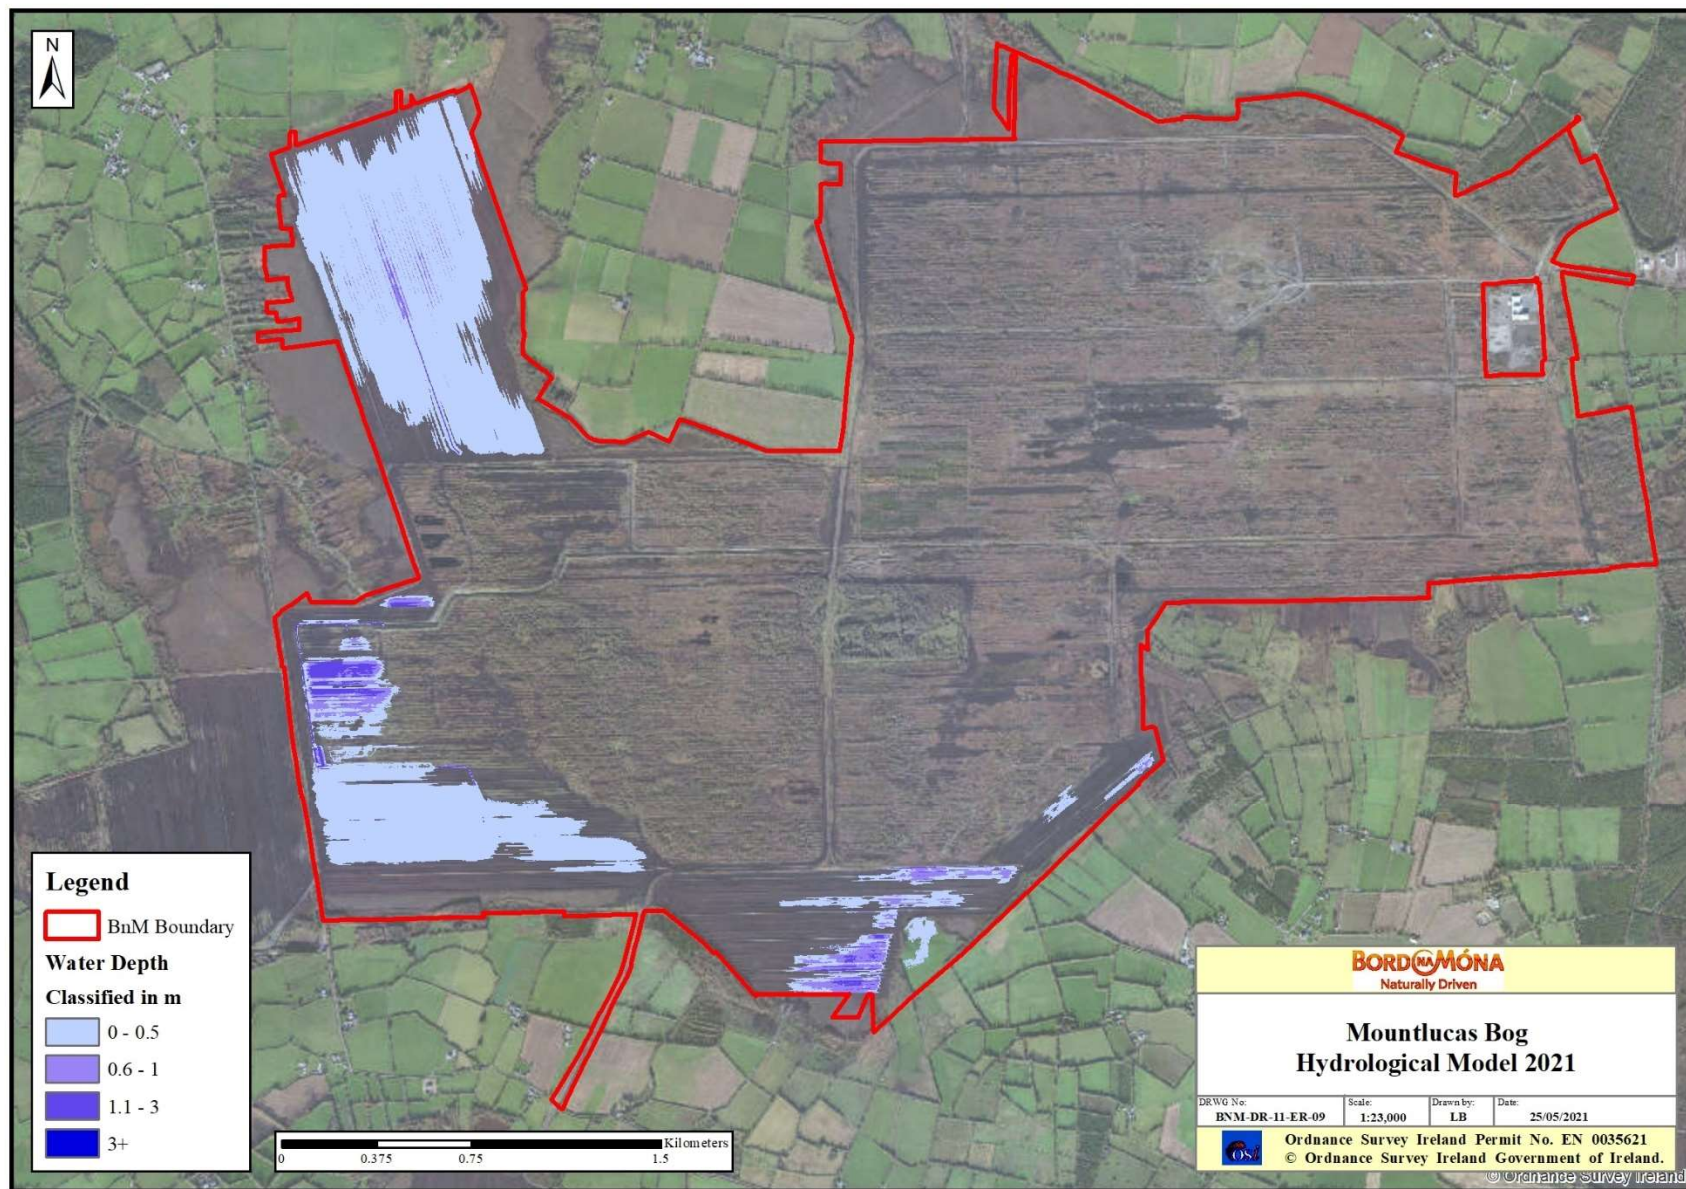 N
Legend
BnM Boundary
Water Depth
Classified in m
0 - 0.5
0.6 - 1
1.1 - 3
3+
Kilometers
0 0.375 0.75 1.5
BORD NA MÓNA
Naturally Driven
Mountlucas Bog
Hydrological Model 2021
DRWG No: Scale: Drawn by: Date:
BNM-DR-11-ER-09 1:23,000 LB 25/05/2021
osi
Ordnance Survey Ireland Permit No. EN 0035621
© Ordnance Survey Ireland Government of Ireland.
© Ordnance Survey Ireland